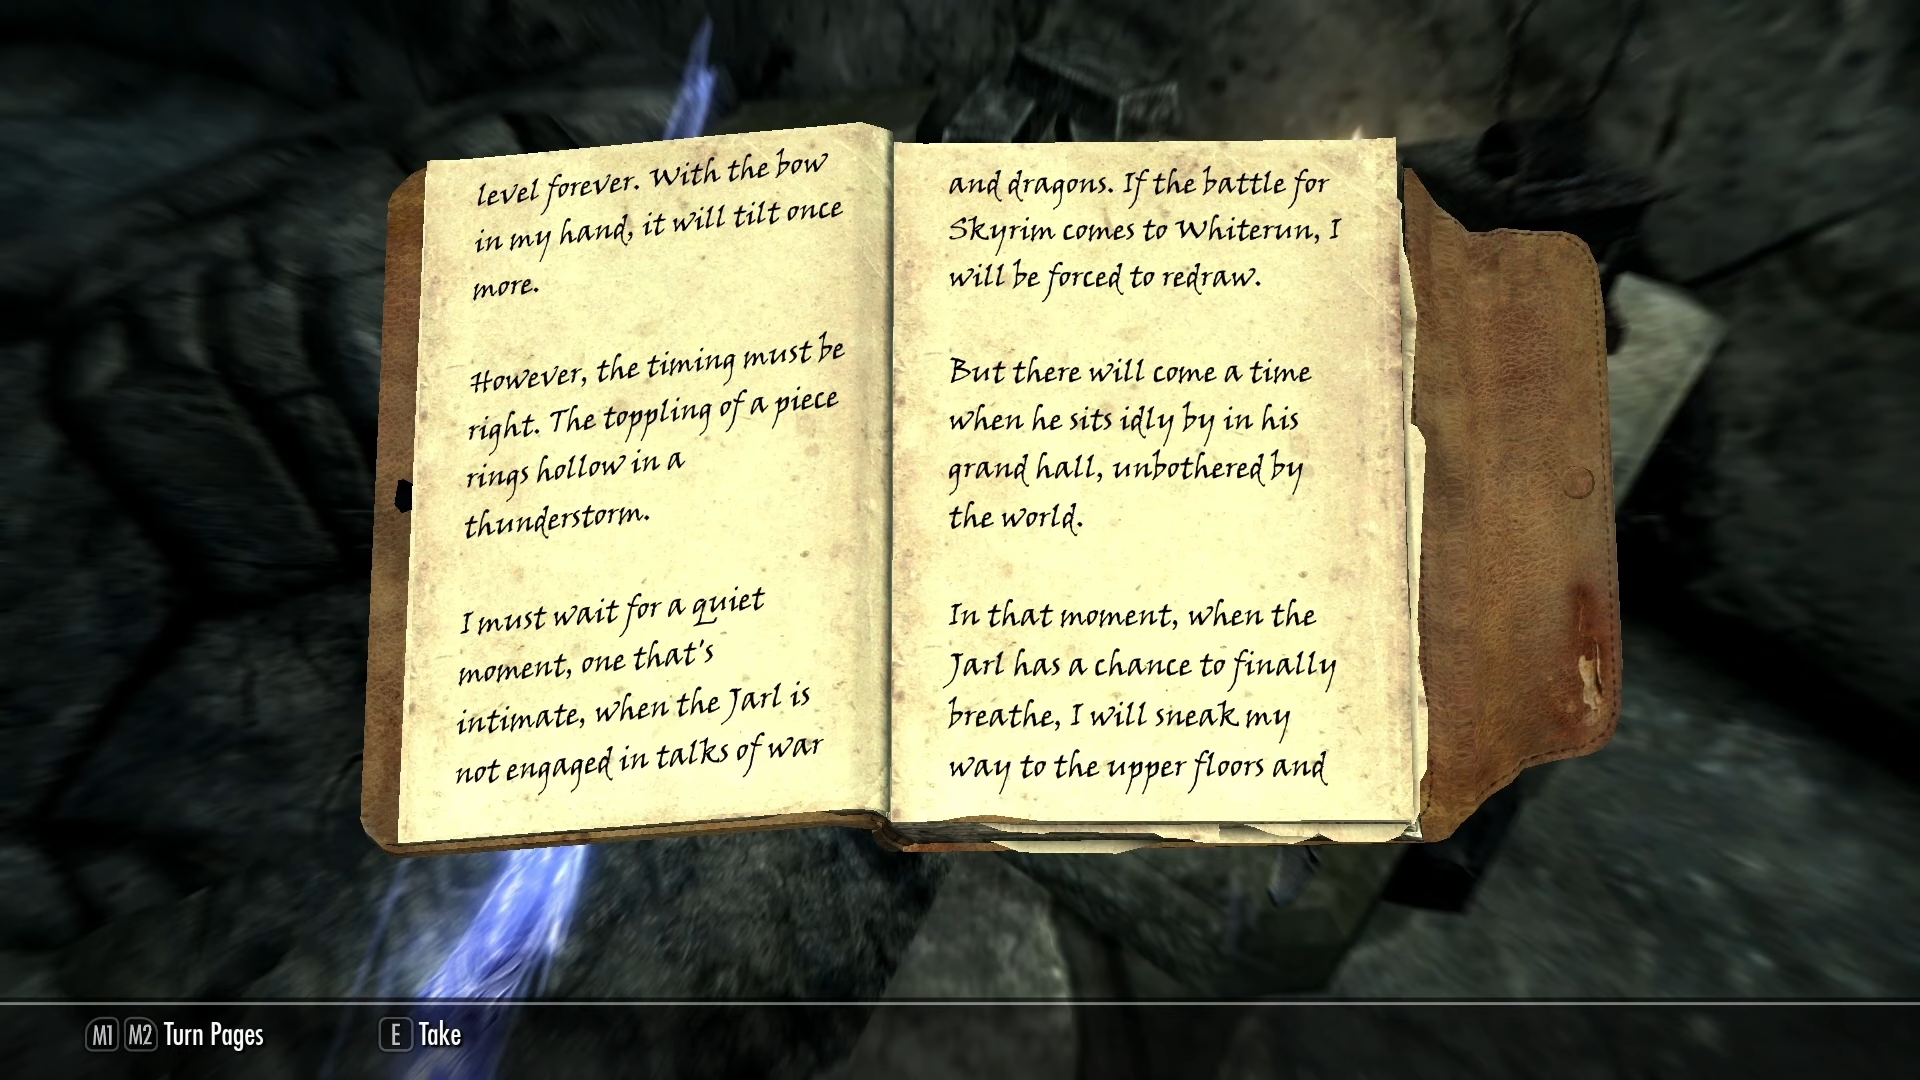 level forever. With the bow
in my hand, it will tilt once
more.
However, the timing must be
right. The toppling of a piece
rings hollow in a
thunderstorm.
I must wait for a quiet
moment, one that's
intimate, when the Jarl is
not engaged in talks of war
and dragons. If the battle for
Skyrim comes to Whiterun, I
will be forced to redraw.
But there will come a time
when he sits idly by in his
grand hall, unbothered by
the world.
In that moment, when the
Jarl has a chance to finally
breathe, I will sneak my
way to the upper floors and
M1 M2 Turn Pages E Take